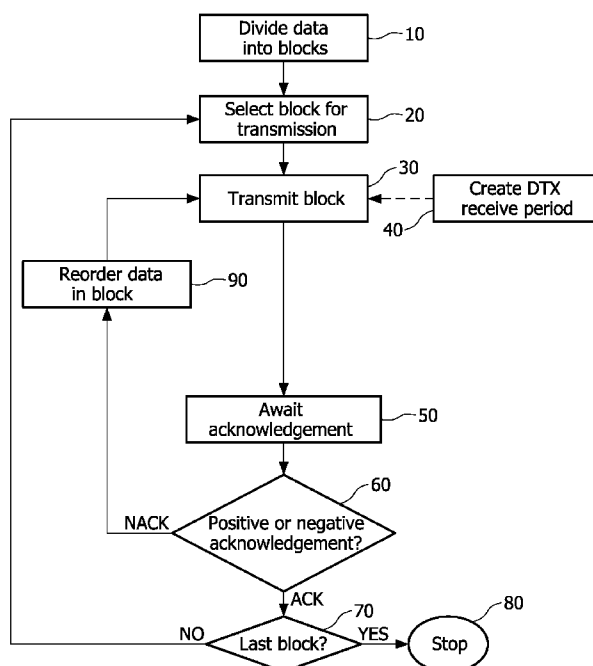 Divide data
into blocks
10
Select block for
transmission
20
30
Transmit block
Create DTX
receive period
40
Reorder data
in block
90
Await
acknowledgement
50
60
NACK
Positive or negative
acknowledgement?
ACK
70
80
NO
Last block?
YES
Stop